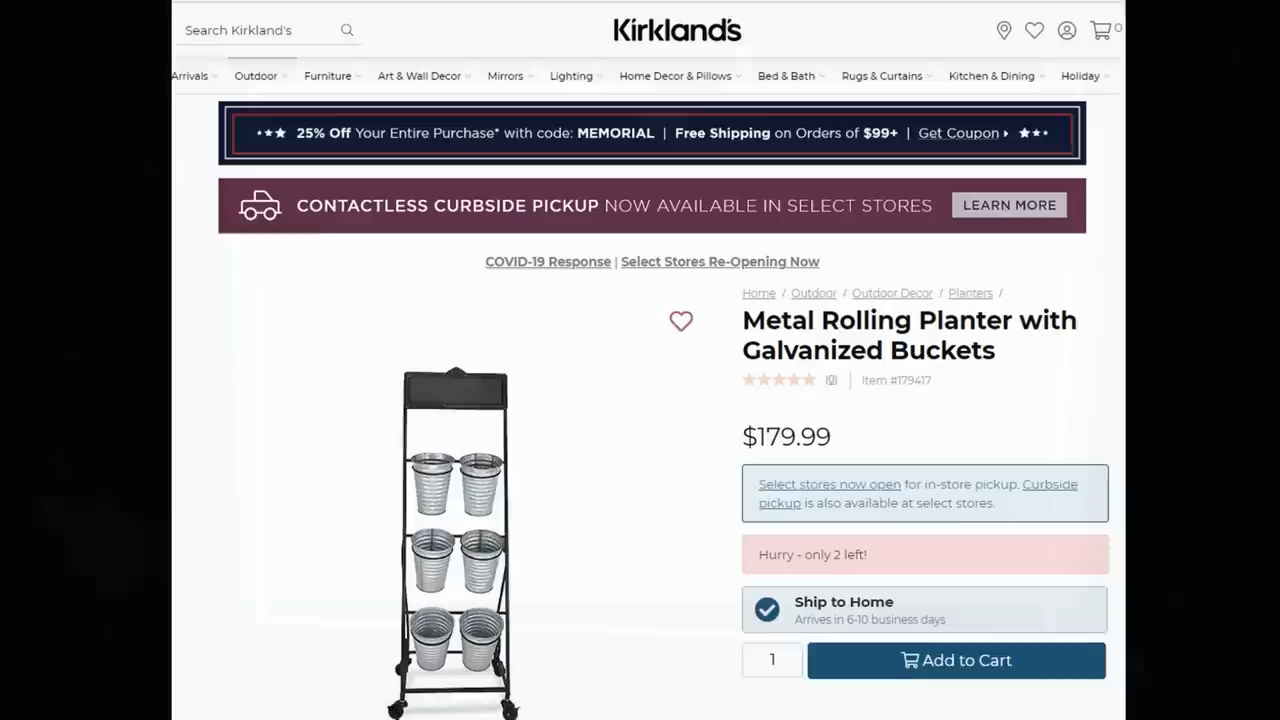 Search Kirkland's
Kirkland's
0
Arrivals Outdoor Furniture Art & Wall Decor Mirrors Lighting Home Decor & Pillows Bed & Bath Rugs & Curtains Kitchen & Dining Holiday
25% Off Your Entire Purchase* with code: MEMORIAL | Free Shipping on Orders of $99+ | Get Coupon
CONTACTLESS CURBSIDE PICKUP NOW AVAILABLE IN SELECT STORES LEARN MORE
COVID-19 Response | Select Stores Re-Opening Now
Home / Outdoor / Outdoor Decor / Planters /
Metal Rolling Planter with
Galvanized Buckets
(0) Item #179417
$179.99
Select stores now open for in-store pickup. Curbside
pickup is also available at select stores.
Hurry - only 2 left!
Ship to Home
Arrives in 6-10 business days
1 Add to Cart